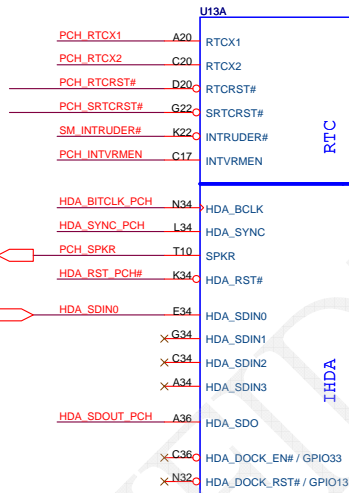 U13A
PCH_RTCX1 A20 RTCX1
PCH_RTCX2 C20 RTCX2
PCH_RTCRST# D20 RTCRST#
PCH_SRTCRST# G22 SRTCRST#
SM_INTRUDER# K22 INTRUDER#
PCH_INTVRMEN C17 INTVRMEN
RTC
HDA_BITCLK_PCH N34 HDA_BCLK
HDA_SYNC_PCH L34 HDA_SYNC
PCH_SPKR T10 SPKR
HDA_RST_PCH# K34 HDA_RST#
HDA_SDIN0 E34 HDA_SDIN0
G34 HDA_SDIN1
C34 HDA_SDIN2
A34 HDA_SDIN3
IHDA
HDA_SDOUT_PCH A36 HDA_SDO
C36 HDA_DOCK_EN# / GPIO33
N32 HDA_DOCK_RST# / GPIO13